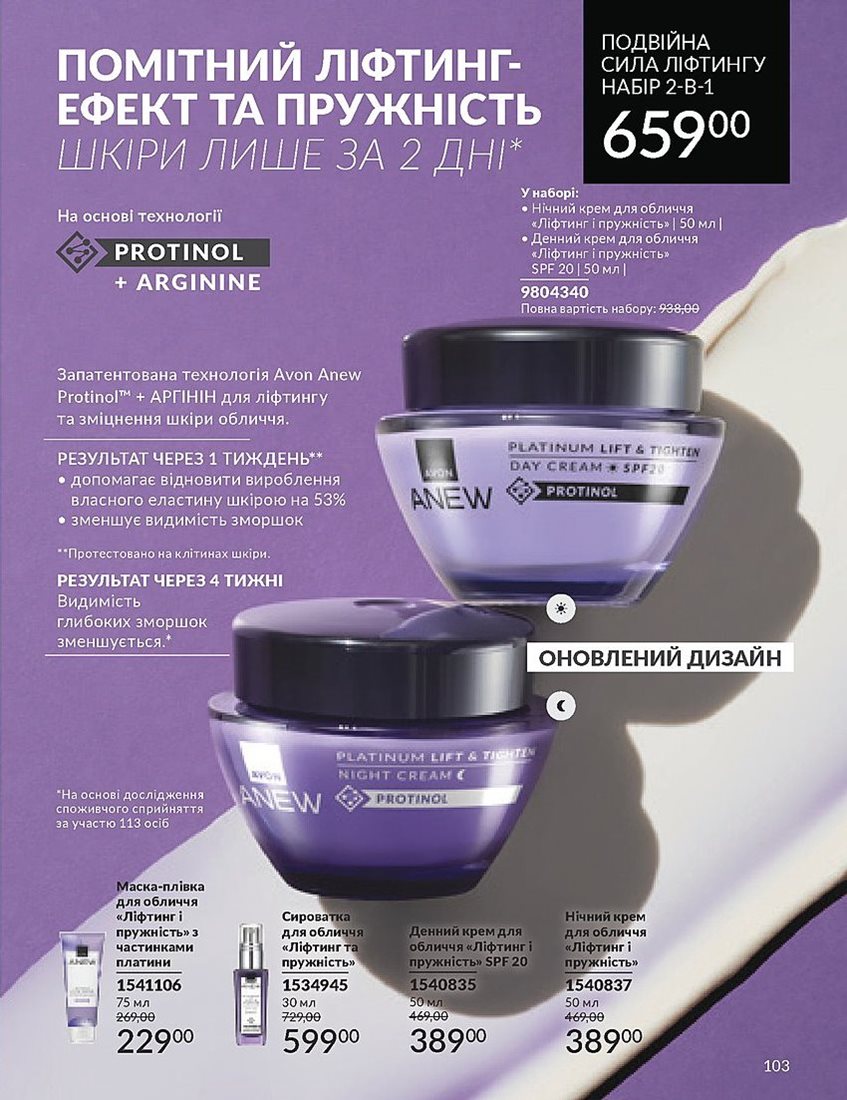 ПОМІТНИЙ ЛІФТИНГ-
ЕФЕКТ ТА ПРУЖНІСТЬ
ШКІРИ ЛИШЕ ЗА 2 ДНІ*
ПОДВІЙНА
СИЛА ЛІФТИНГУ
НАБІР 2-В-1
659⁰⁰
У наборі:
• Нічний крем для обличчя
«Ліфтинг і пружність» | 50 мл |
• Денний крем для обличчя
«Ліфтинг і пружність»
SPF 20 | 50 мл |
9804340
Повна вартість набору: 938,00
На основі технології
PROTINOL
+ ARGININE
Запатентована технологія Avon Anew
Protinol™ + АРГІНІН для ліфтингу
та зміцнення шкіри обличчя.
РЕЗУЛЬТАТ ЧЕРЕЗ 1 ТИЖДЕНЬ**
• допомагає відновити вироблення
власного еластину шкірою на 53%
• зменшує видимість зморшок
**Протестовано на клітинах шкіри.
РЕЗУЛЬТАТ ЧЕРЕЗ 4 ТИЖНІ
Видимість
глибоких зморшок
зменшується.*
AVON
ANEW
PLATINUM LIFT & TIGHTEN
DAY CREAM SPF20
PROTINOL
ОНОВЛЕНИЙ ДИЗАЙН
AVON
ANEW
PLATINUM LIFT & TIGHTEN
NIGHT CREAM
PROTINOL
*На основі дослідження
споживчого сприйняття
за участю 113 осіб
ANEW
Маска-плівка
для обличчя
«Ліфтинг і
пружність» з
частинками
платини
1541106
75 мл
269,00
229⁰⁰
Сироватка
для обличчя
«Ліфтинг та
пружність»
1534945
30 мл
729,00
599⁰⁰
Денний крем для
обличчя «Ліфтинг і
пружність» SPF 20
1540835
50 мл
469,00
389⁰⁰
Нічний крем
для обличчя
«Ліфтинг і
пружність»
1540837
50 мл
469,00
389⁰⁰
103